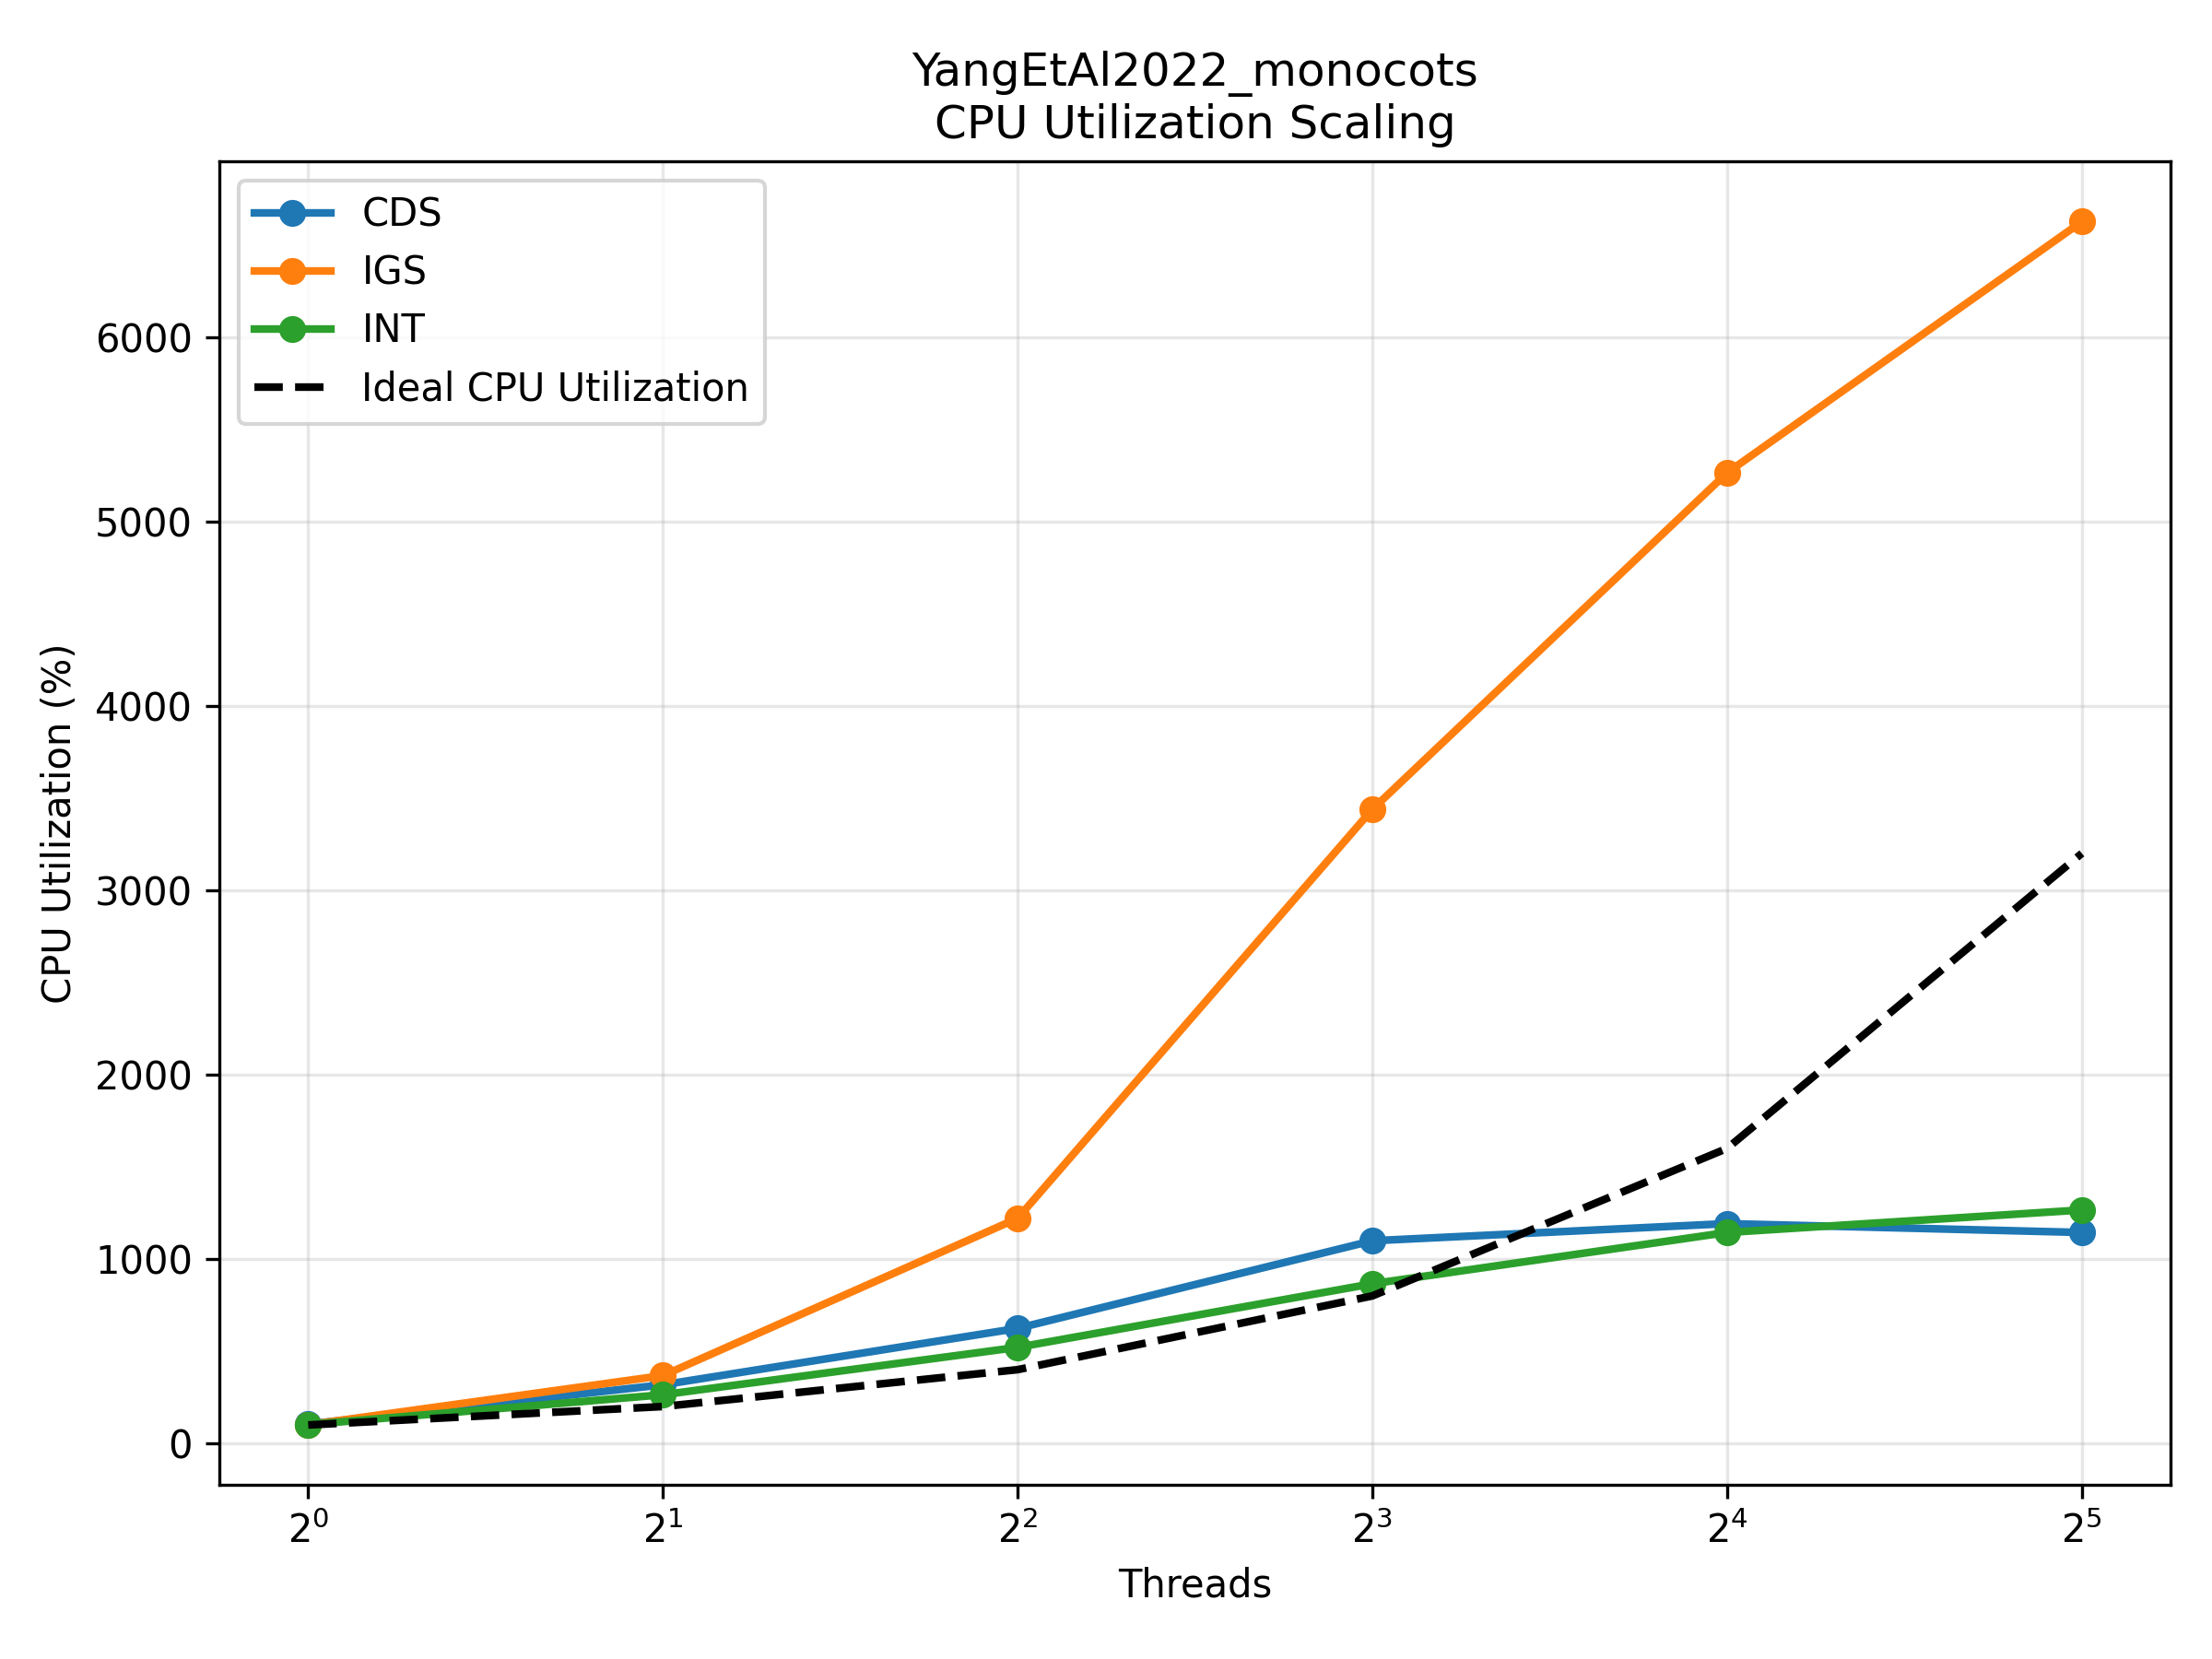 YangEtAl2022_monocots
CPU Utilization Scaling
CDS
IGS
INT
Ideal CPU Utilization
CPU Utilization (%)
6000
5000
4000
3000
2000
1000
0
2⁰ 2¹ 2² 2³ 2⁴ 2⁵
Threads